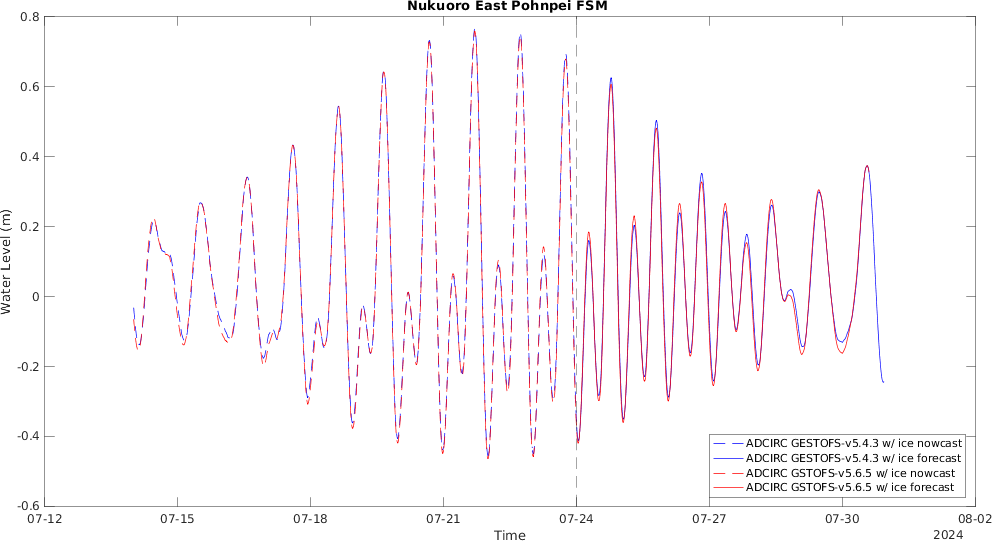 Nukuoro East Pohnpei FSM
0.8
0.6
0.4
0.2
0
-0.2
-0.4
-0.6
Water Level (m)
ADCIRC GESTOFS-v5.4.3 w/ ice nowcast
ADCIRC GESTOFS-v5.4.3 w/ ice forecast
ADCIRC GSTOFS-v5.6.5 w/ ice nowcast
ADCIRC GSTOFS-v5.6.5 w/ ice forecast
07-12 07-15 07-18 07-21 07-24 07-27 07-30 08-02
Time
2024